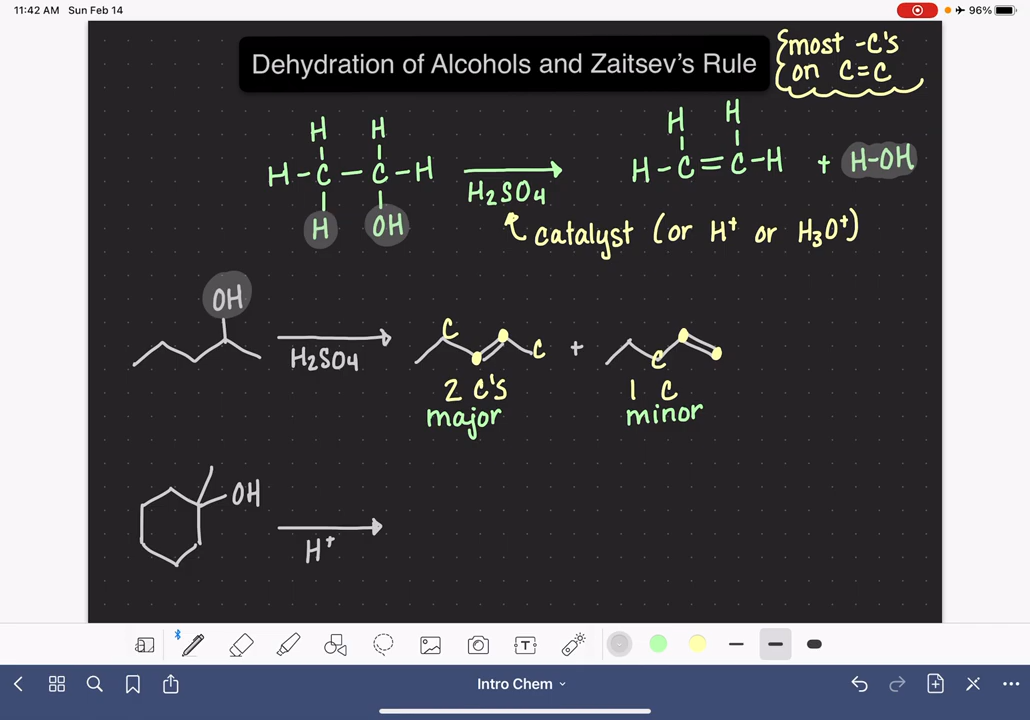 11:42 AM Sun Feb 14
96%
Dehydration of Alcohols and Zaitsev's Rule
most -C's
on C=C
H H
H-C-C-H
H OH
H2SO4
H H
H-C=C-H + H-OH
catalyst (or H+ or H3O+)
OH
H2SO4
C C
2 C's
major
+
C
1 C
minor
OH
H+
T
Intro Chem